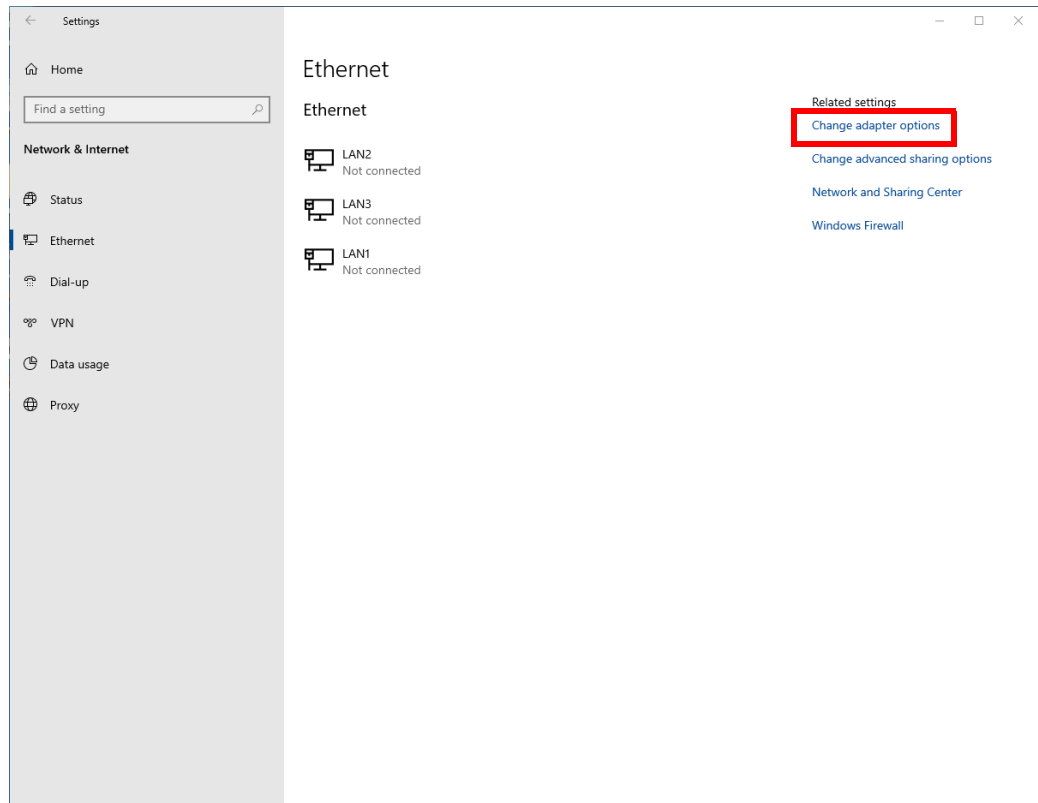 Settings
Home
Find a setting
Network & Internet
Status
Ethernet
Dial-up
VPN
Data usage
Proxy
Ethernet
Ethernet
LAN2
Not connected
LAN3
Not connected
LAN1
Not connected
Related settings
Change adapter options
Change advanced sharing options
Network and Sharing Center
Windows Firewall